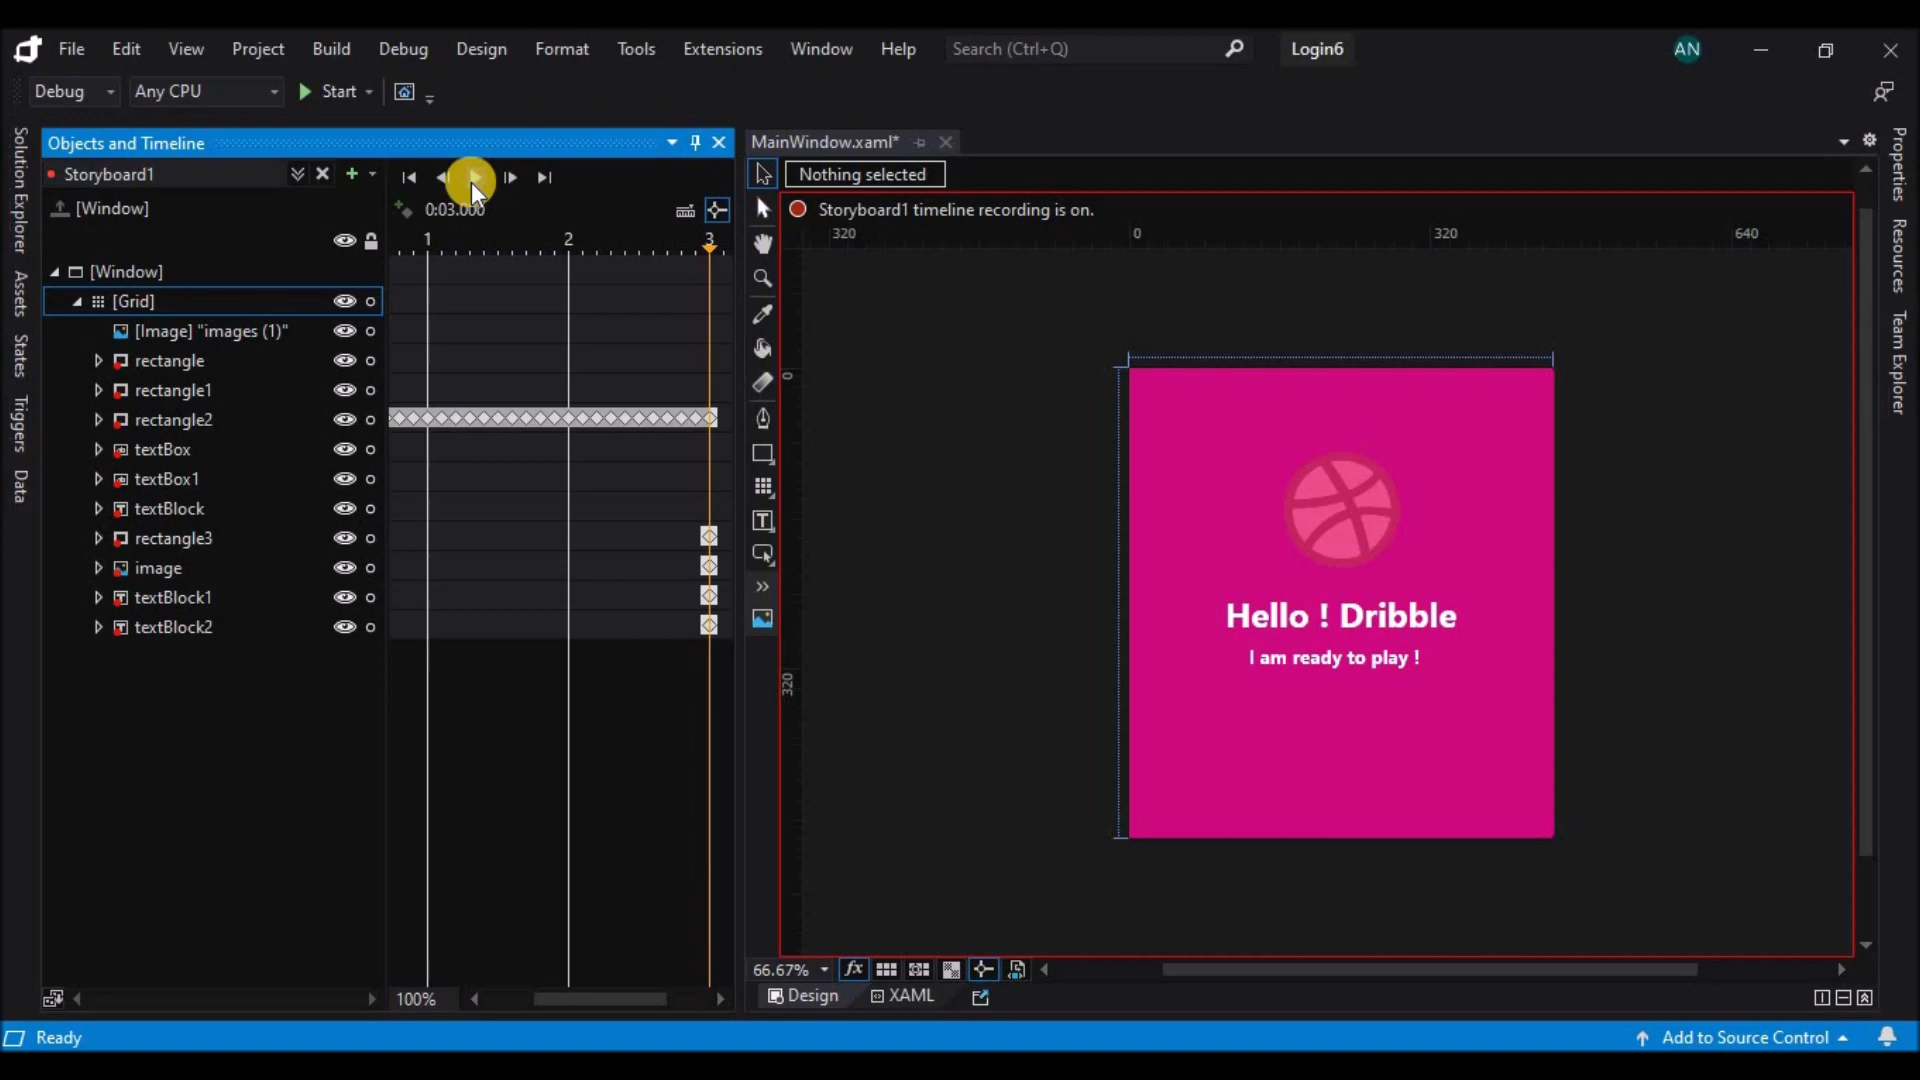 File Edit View Project Build Debug Design Format Tools Extensions Window Help Search (Ctrl+Q) Login6 AN
Debug Any CPU Start
Solution Explorer
Assets
States
Triggers
Data
Objects and Timeline
Storyboard1
[Window]
0:03.000
1 2 3
[Window]
[Grid]
[Image] "images (1)"
rectangle
rectangle1
rectangle2
textBox
textBox1
textBlock
rectangle3
image
textBlock1
textBlock2
100%
MainWindow.xaml*
Nothing selected
Storyboard1 timeline recording is on.
320 0 320 640
0
320
Hello ! Dribble
I am ready to play !
66.67% fx
Design XAML
Properties
Resources
Team Explorer
Ready Add to Source Control